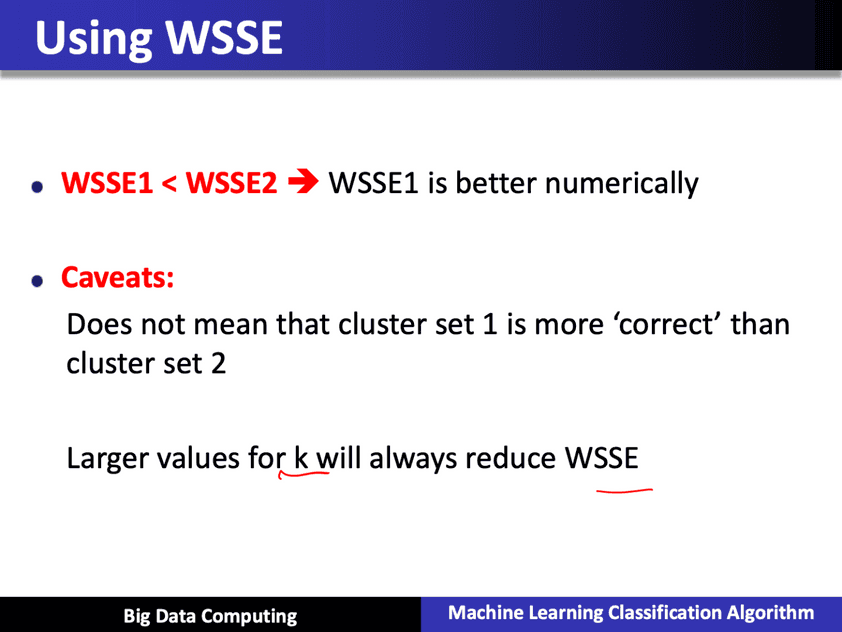 Using WSSE
• WSSE1 < WSSE2 ➔ WSSE1 is better numerically
• Caveats:
Does not mean that cluster set 1 is more ‘correct’ than
cluster set 2
Larger values for k will always reduce WSSE
Big Data Computing
Machine Learning Classification Algorithm